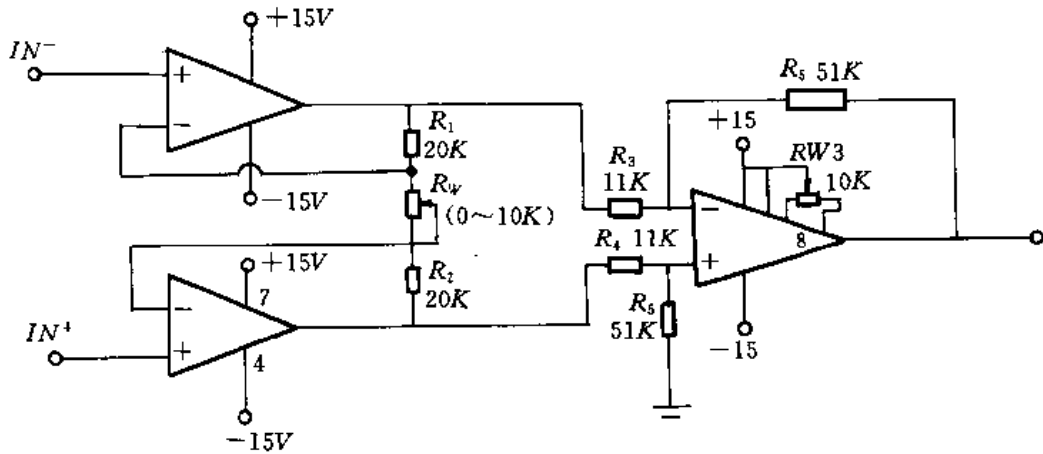 +15V
IN⁻
+
−
R₁
20K
−15V
R_W
(0～10K)
+15V
7
R₂
20K
−
+
4
IN⁺
−15V
R₅ 51K
+15
RW3
10K
R₃
11K
−
R₄ 11K
8
+
R₅
51K
−15